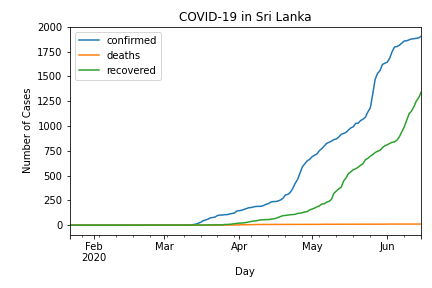 COVID-19 in Sri Lanka
confirmed
deaths
recovered
Number of Cases
2000
1750
1500
1250
1000
750
500
250
0
Feb Mar Apr May Jun
2020
Day